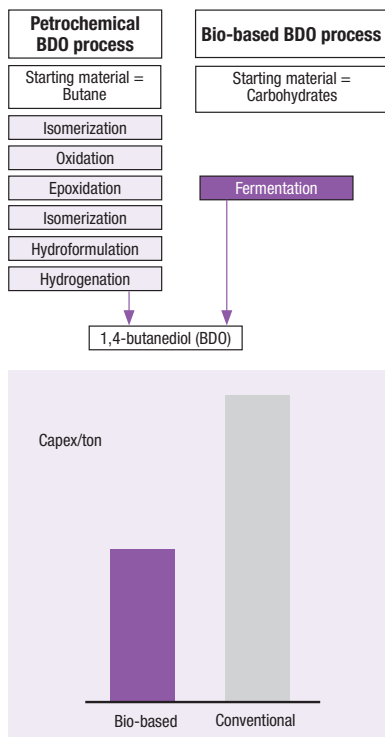 Petrochemical
BDO process
Starting material =
Butane
Isomerization
Oxidation
Epoxidation
Isomerization
Hydroformulation
Hydrogenation
Bio-based BDO process
Starting material =
Carbohydrates
Fermentation
1,4-butanediol (BDO)
Capex/ton
Bio-based
Conventional